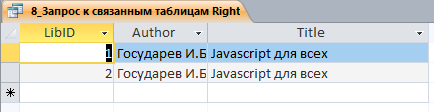 8_Запрос к связанным таблицам Right
LibID Author Title
1 Государев И.Б Javascript для всех
2 Государев И.Б Javascript для всех